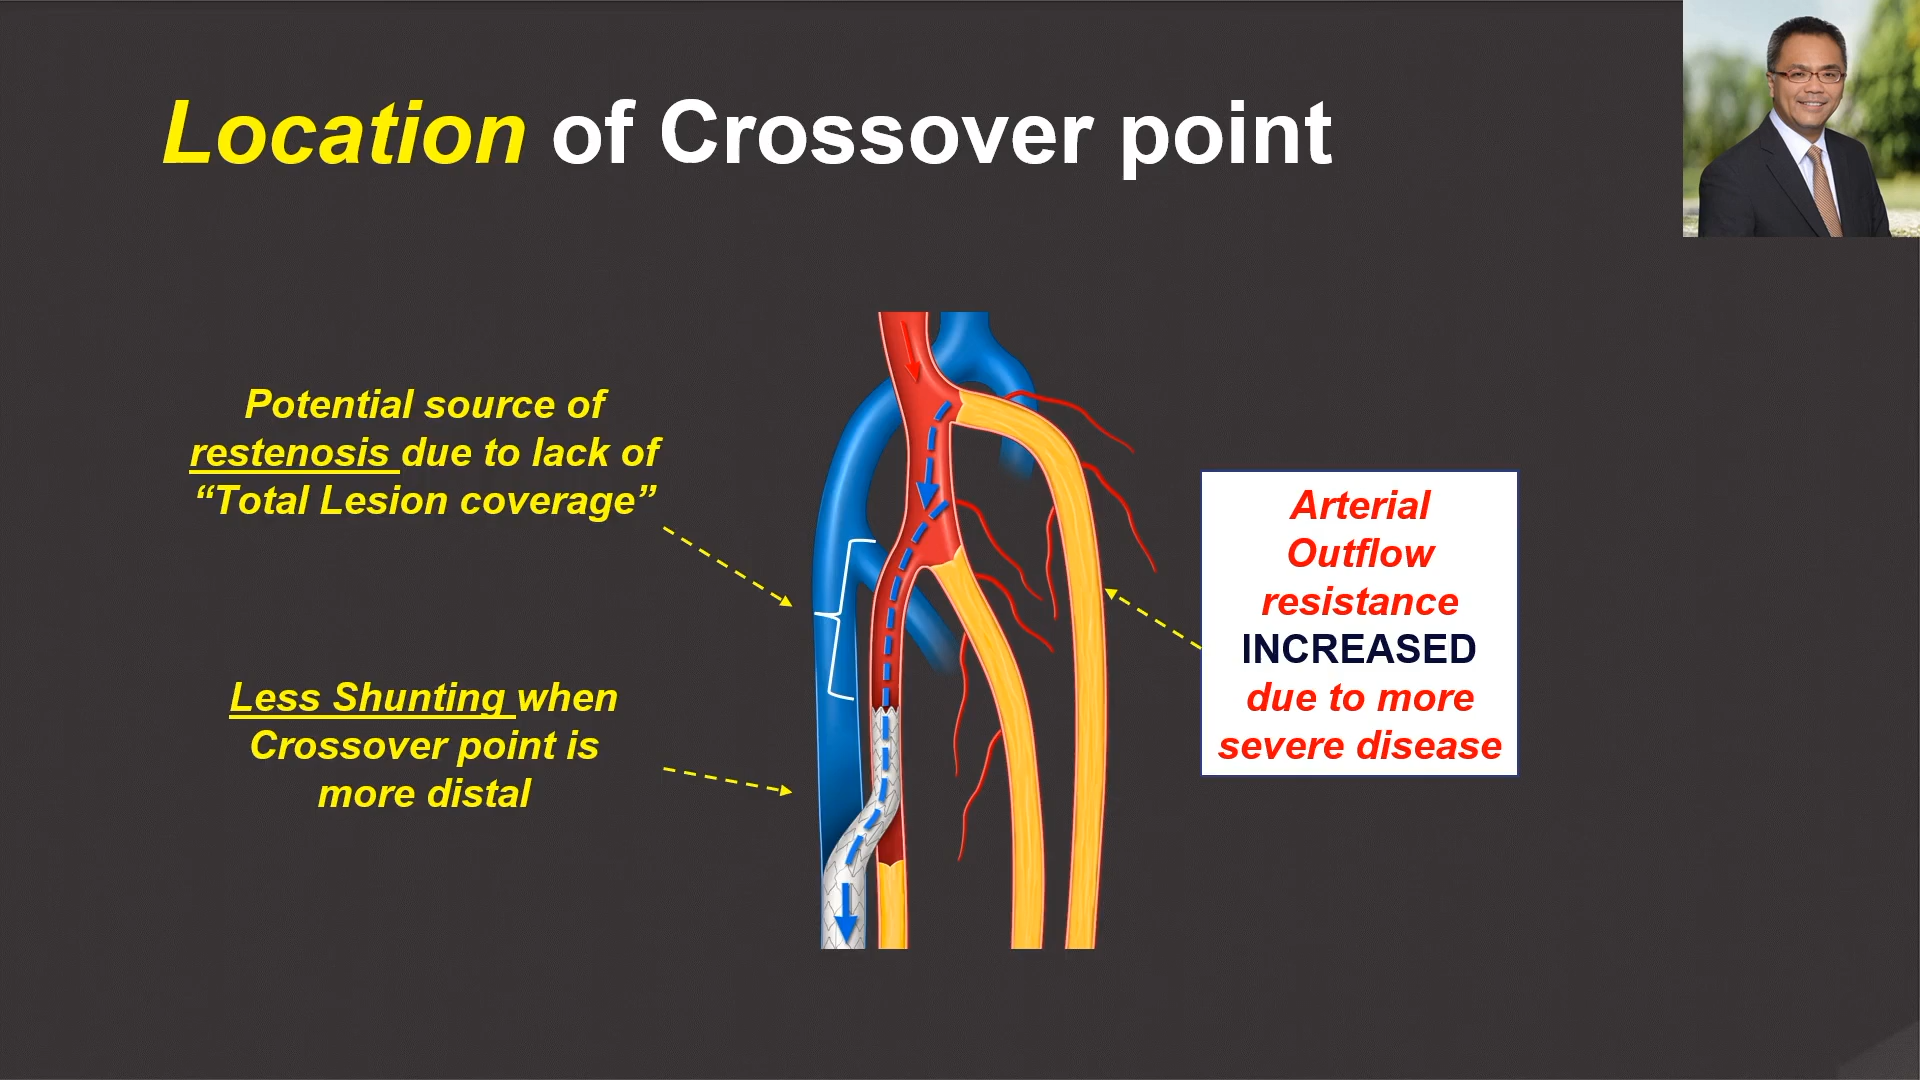 Location of Crossover point
Potential source of
restenosis due to lack of
“Total Lesion coverage”
Less Shunting when
Crossover point is
more distal
Arterial
Outflow
resistance
INCREASED
due to more
severe disease